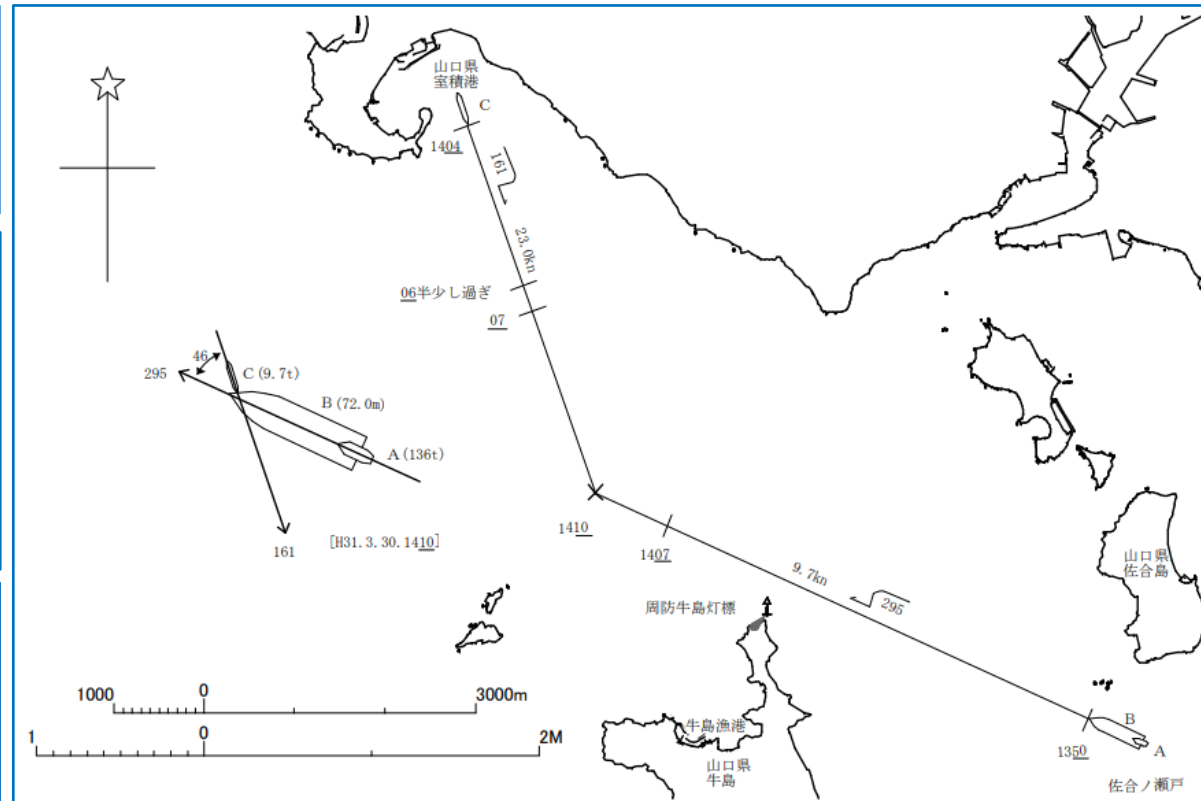 山口県
室積港
C
1404
161
23.0kn
06半少し過ぎ
07
46
295
C (9.7t)
B (72.0m)
A (136t)
161
[H31.3.30.1410]
1410
1407
9.7kn
295
山口県
佐合島
周防牛島灯標
1000
0
3000m
1
0
2M
牛島漁港
山口県
牛島
1350
B
A
佐合ノ瀬戸